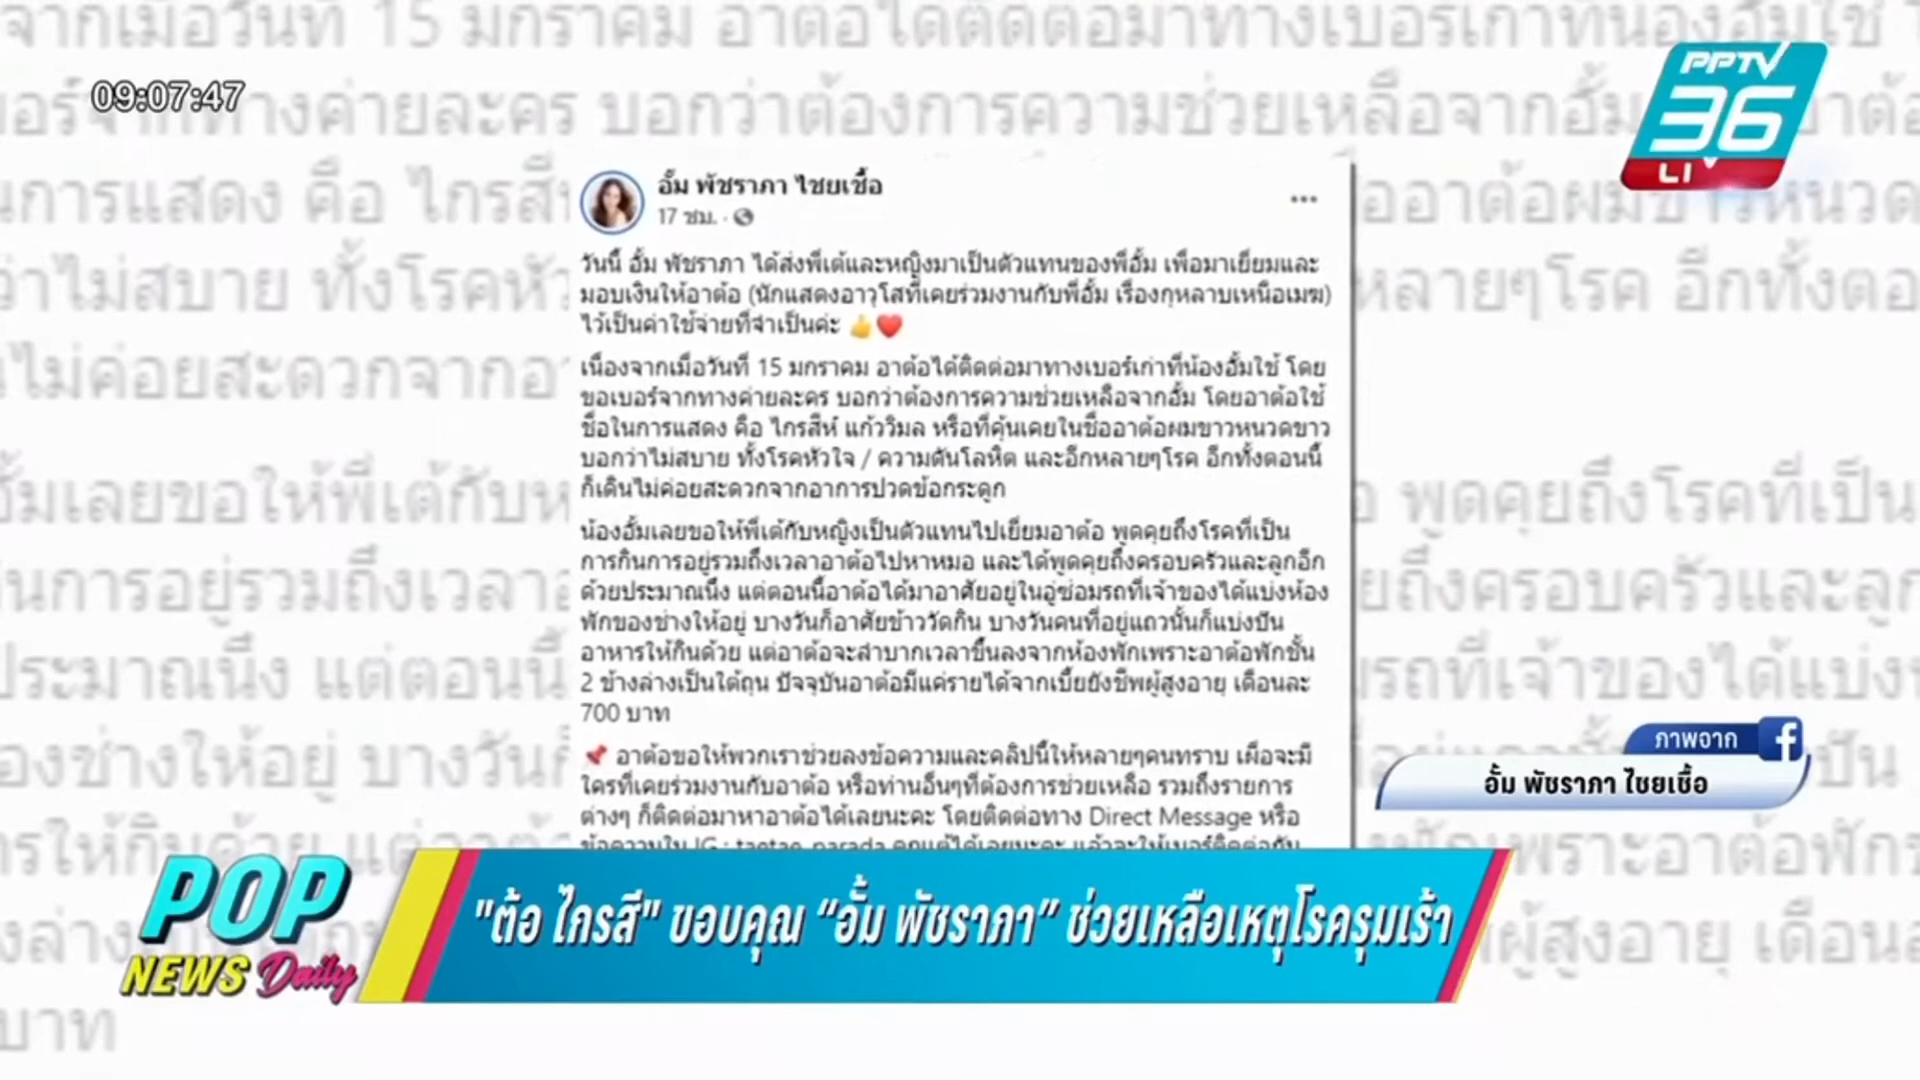 09:07:47
PPTV
36
อั้ม พัชราภา ไชยเชื้อ
17 ชม.
วันนี้ อั้ม พัชราภา ได้ส่งพี่เต้และหญิงมาเป็นตัวแทนของพี่อั้ม เพื่อมาเยี่ยมและ
มอบเงินให้อาต้อ (นักแสดงอาวุโสที่เคยร่วมงานกับพี่อั้ม เรื่องกุหลาบเหนือเมฆ)
ไว้เป็นค่าใช้จ่ายที่จำเป็นค่ะ 👍❤️
เนื่องจากเมื่อวันที่ 15 มกราคม อาต้อได้ติดต่อมาทางเบอร์เก่าที่น้องอั้มใช้ โดย
ขอเบอร์จากทางค่ายละคร บอกว่าต้องการความช่วยเหลือจากอั้ม โดยอาต้อใช้
ชื่อในการแสดง คือ ไกรสีห์ แก้ววิมล หรือที่คุ้นเคยในชื่ออาต้อผมขาวหนวดขาว
บอกว่าไม่สบาย ทั้งโรคหัวใจ / ความดันโลหิต และอีกหลายๆโรค อีกทั้งตอนนี้
ก็เดินไม่ค่อยสะดวกจากอาการปวดข้อกระดูก
น้องอั้มเลยขอให้พี่เต้กับหญิงเป็นตัวแทนไปเยี่ยมอาต้อ พูดคุยถึงโรคที่เป็น
การกินการอยู่รวมถึงเวลาอาต้อไปหาหมอ และได้พูดคุยถึงครอบครัวและลูกอีก
ด้วยประมาณนึง แต่ตอนนี้อาต้อได้มาอาศัยอยู่ในอู่ซ่อมรถที่เจ้าของได้แบ่งห้อง
พักของช่างให้อยู่ บางวันก็อาศัยข้าววัดกิน บางวันคนที่อยู่แถวนั้นก็แบ่งปัน
อาหารให้กินด้วย แต่อาต้อจะลำบากเวลาขึ้นลงจากห้องพักเพราะอาต้อพักชั้น
2 ข้างล่างเป็นใต้ถุน ปัจจุบันอาต้อมีแค่รายได้จากเบี้ยยังชีพผู้สูงอายุ เดือนละ
700 บาท
📌 อาต้อขอให้พวกเราช่วยลงข้อความและคลิปนี้ให้หลายๆคนทราบ เผื่อจะมี
ใครที่เคยร่วมงานกับอาต้อ หรือท่านอื่นๆที่ต้องการช่วยเหลือ รวมถึงรายการ
ต่างๆ ก็ติดต่อมาหาอาต้อได้เลยนะคะ โดยติดต่อทาง Direct Message หรือ
ภาพจาก
อั้ม พัชราภา ไชยเชื้อ
POP
NEWS Daily
"ต้อ ไกรสี" ขอบคุณ “อั้ม พัชราภา” ช่วยเหลือเหตุโรครุมเร้า